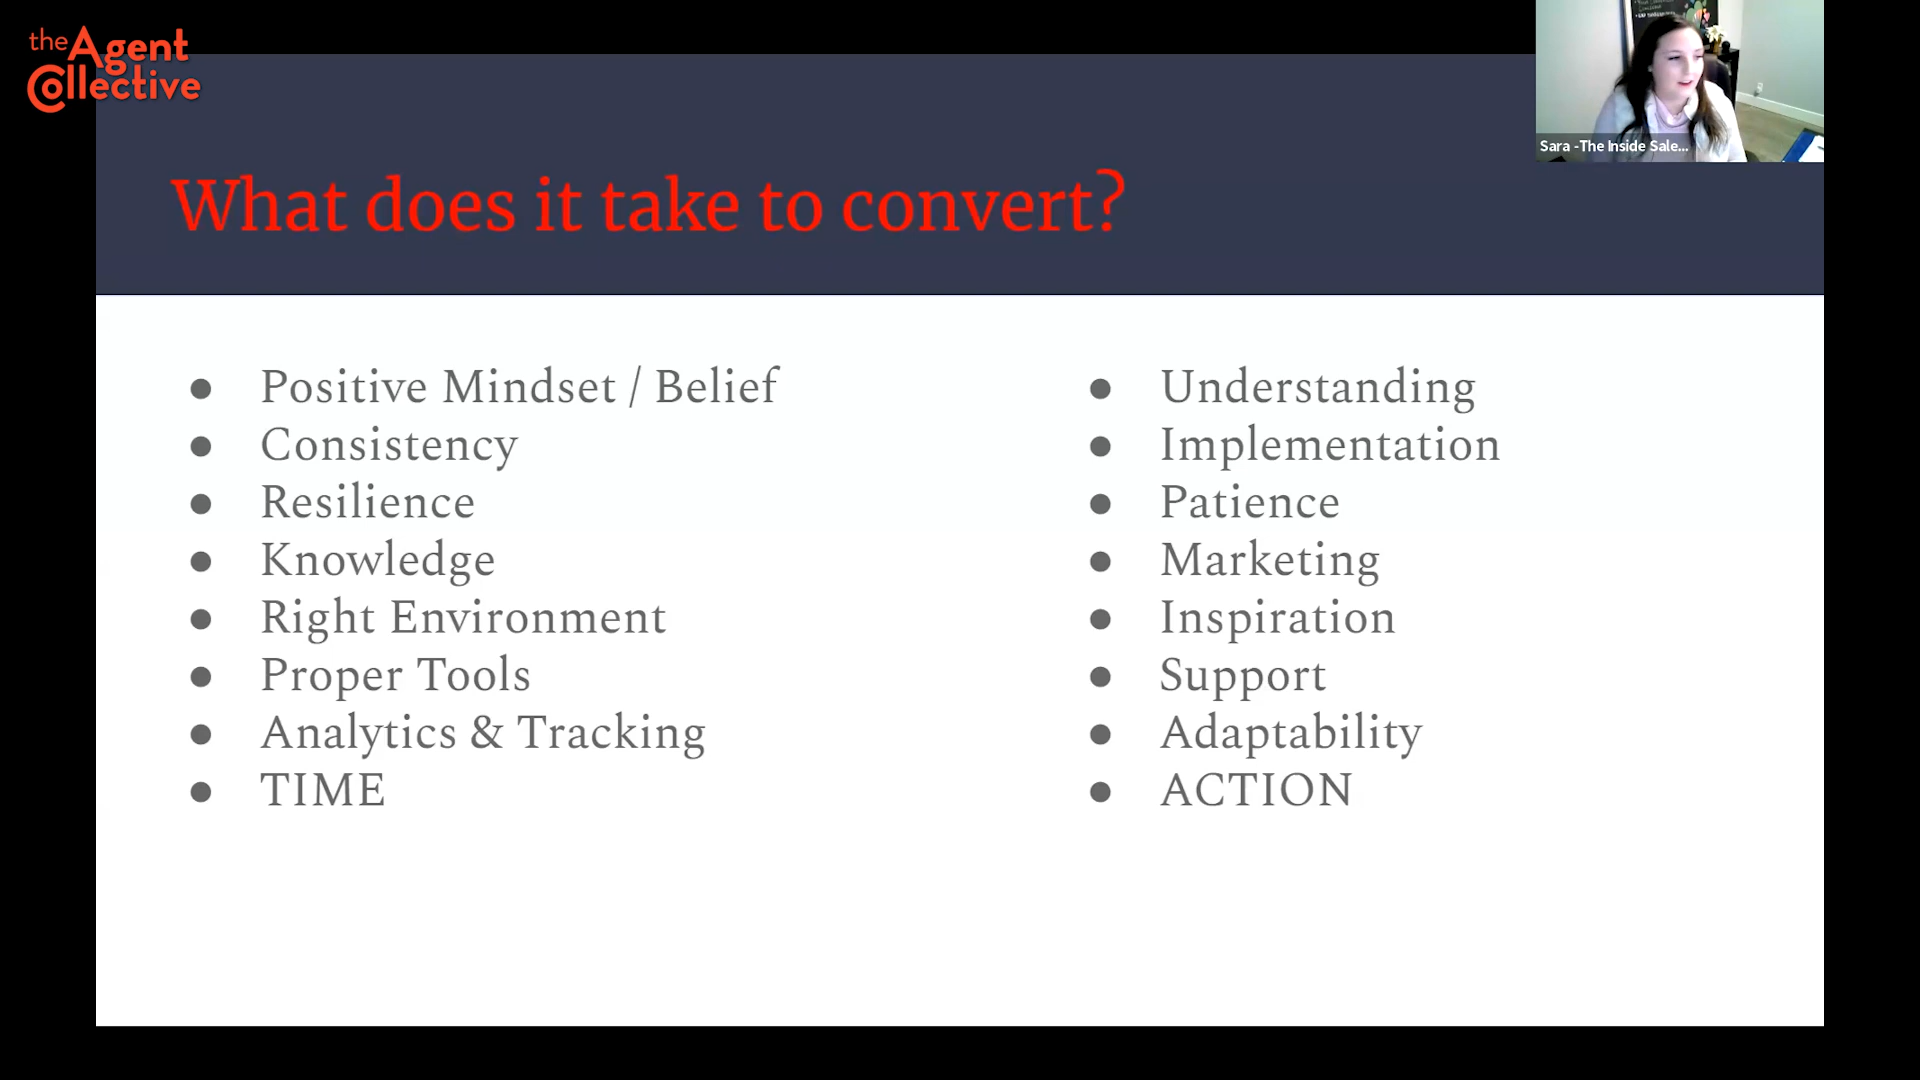 the Agent
Collective
Sara -The Inside Sale...
What does it take to convert?
● Positive Mindset / Belief
● Consistency
● Resilience
● Knowledge
● Right Environment
● Proper Tools
● Analytics & Tracking
● TIME
● Understanding
● Implementation
● Patience
● Marketing
● Inspiration
● Support
● Adaptability
● ACTION